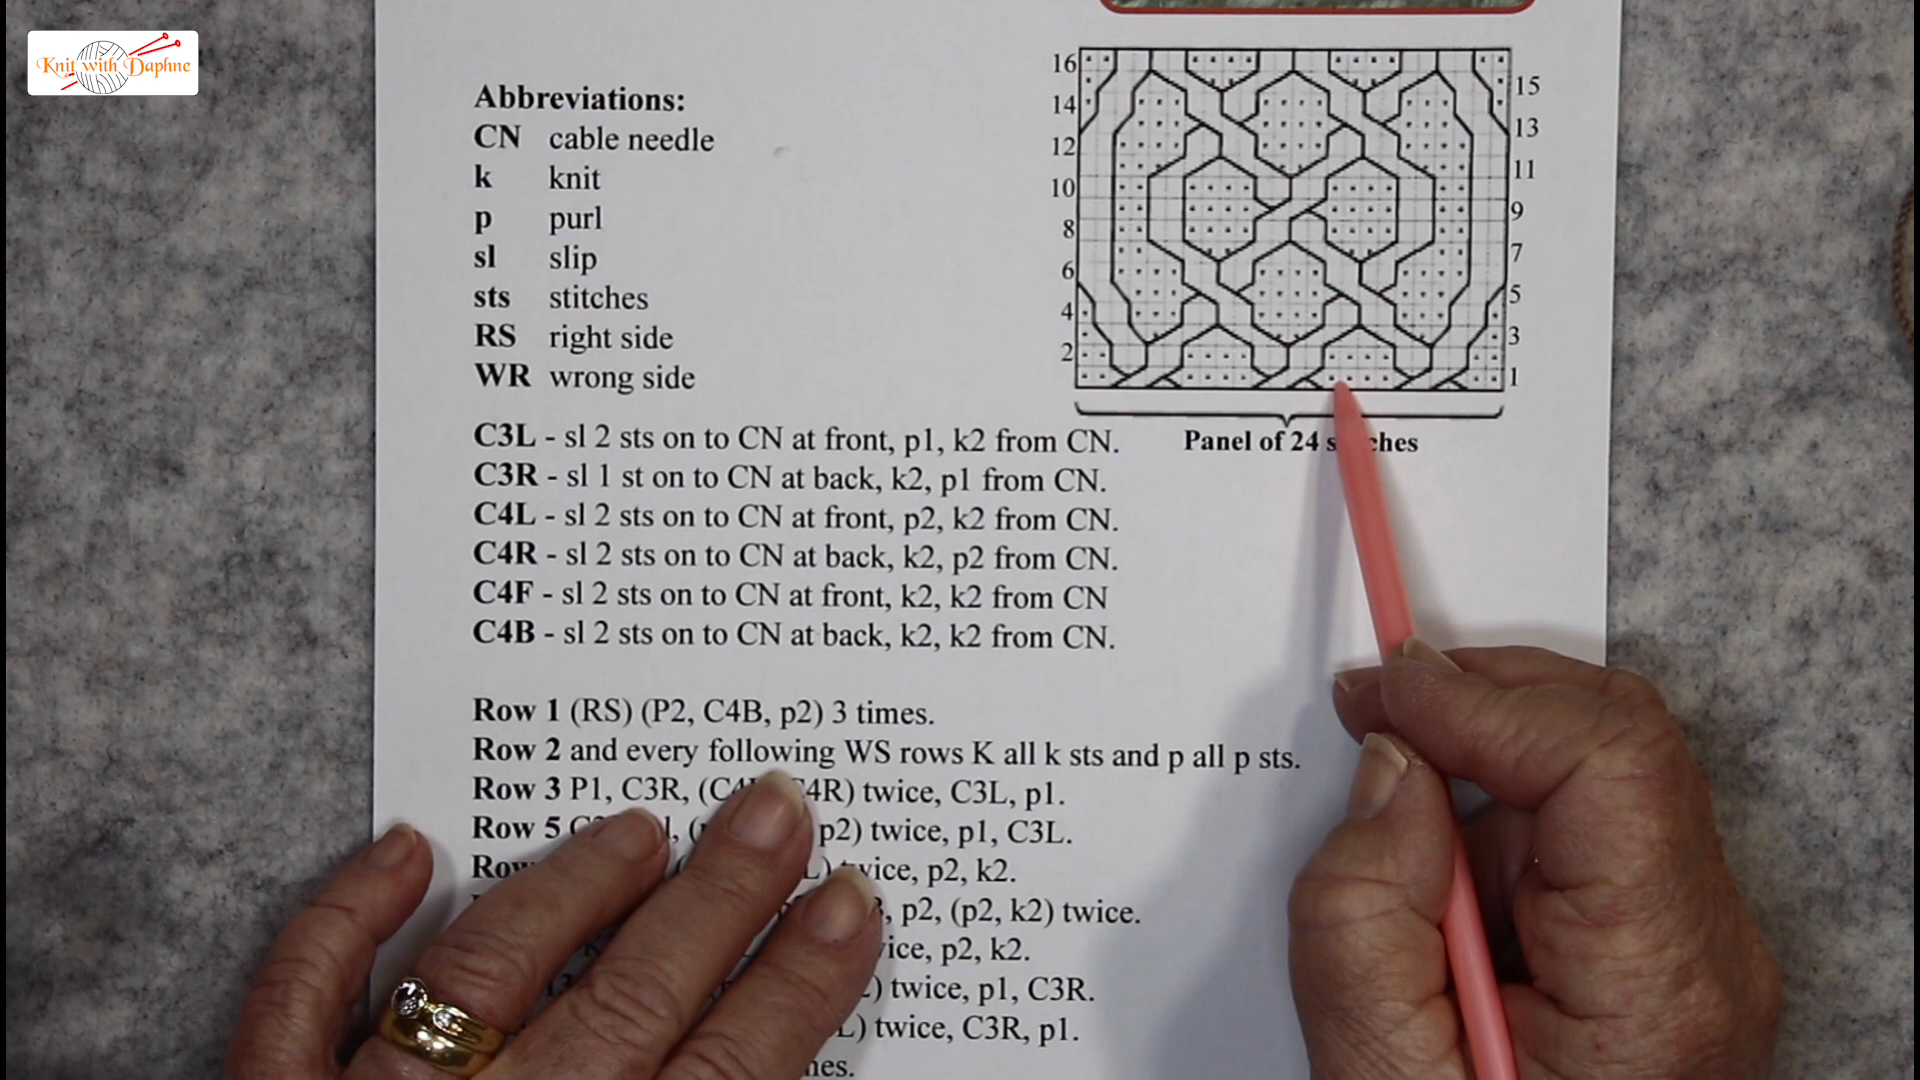 Knit with Daphne
Abbreviations:
CN cable needle
k knit
p purl
sl slip
sts stitches
RS right side
WR wrong side
16
14
12
10
8
6
4
2
15
13
11
9
7
5
3
1
Panel of 24
C3L - sl 2 sts on to CN at front, p1, k2 from CN.
C3R - sl 1 st on to CN at back, k2, p1 from CN.
C4L - sl 2 sts on to CN at front, p2, k2 from CN.
C4R - sl 2 sts on to CN at back, k2, p2 from CN.
C4F - sl 2 sts on to CN at front, k2, k2 from CN
C4B - sl 2 sts on to CN at back, k2, k2 from CN.
Row 1 (RS) (P2, C4B, p2) 3 times.
Row 2 and every following WS rows K all k sts and p all p sts.
Row 3 P1, C3R, twice, C3L, p1.
Row 5 p2) twice, p1, C3L.
Row twice, p2, k2.
, p2, (p2, k2) twice.
p2, k2.
) twice, p1, C3R.
) twice, C3R, p1.